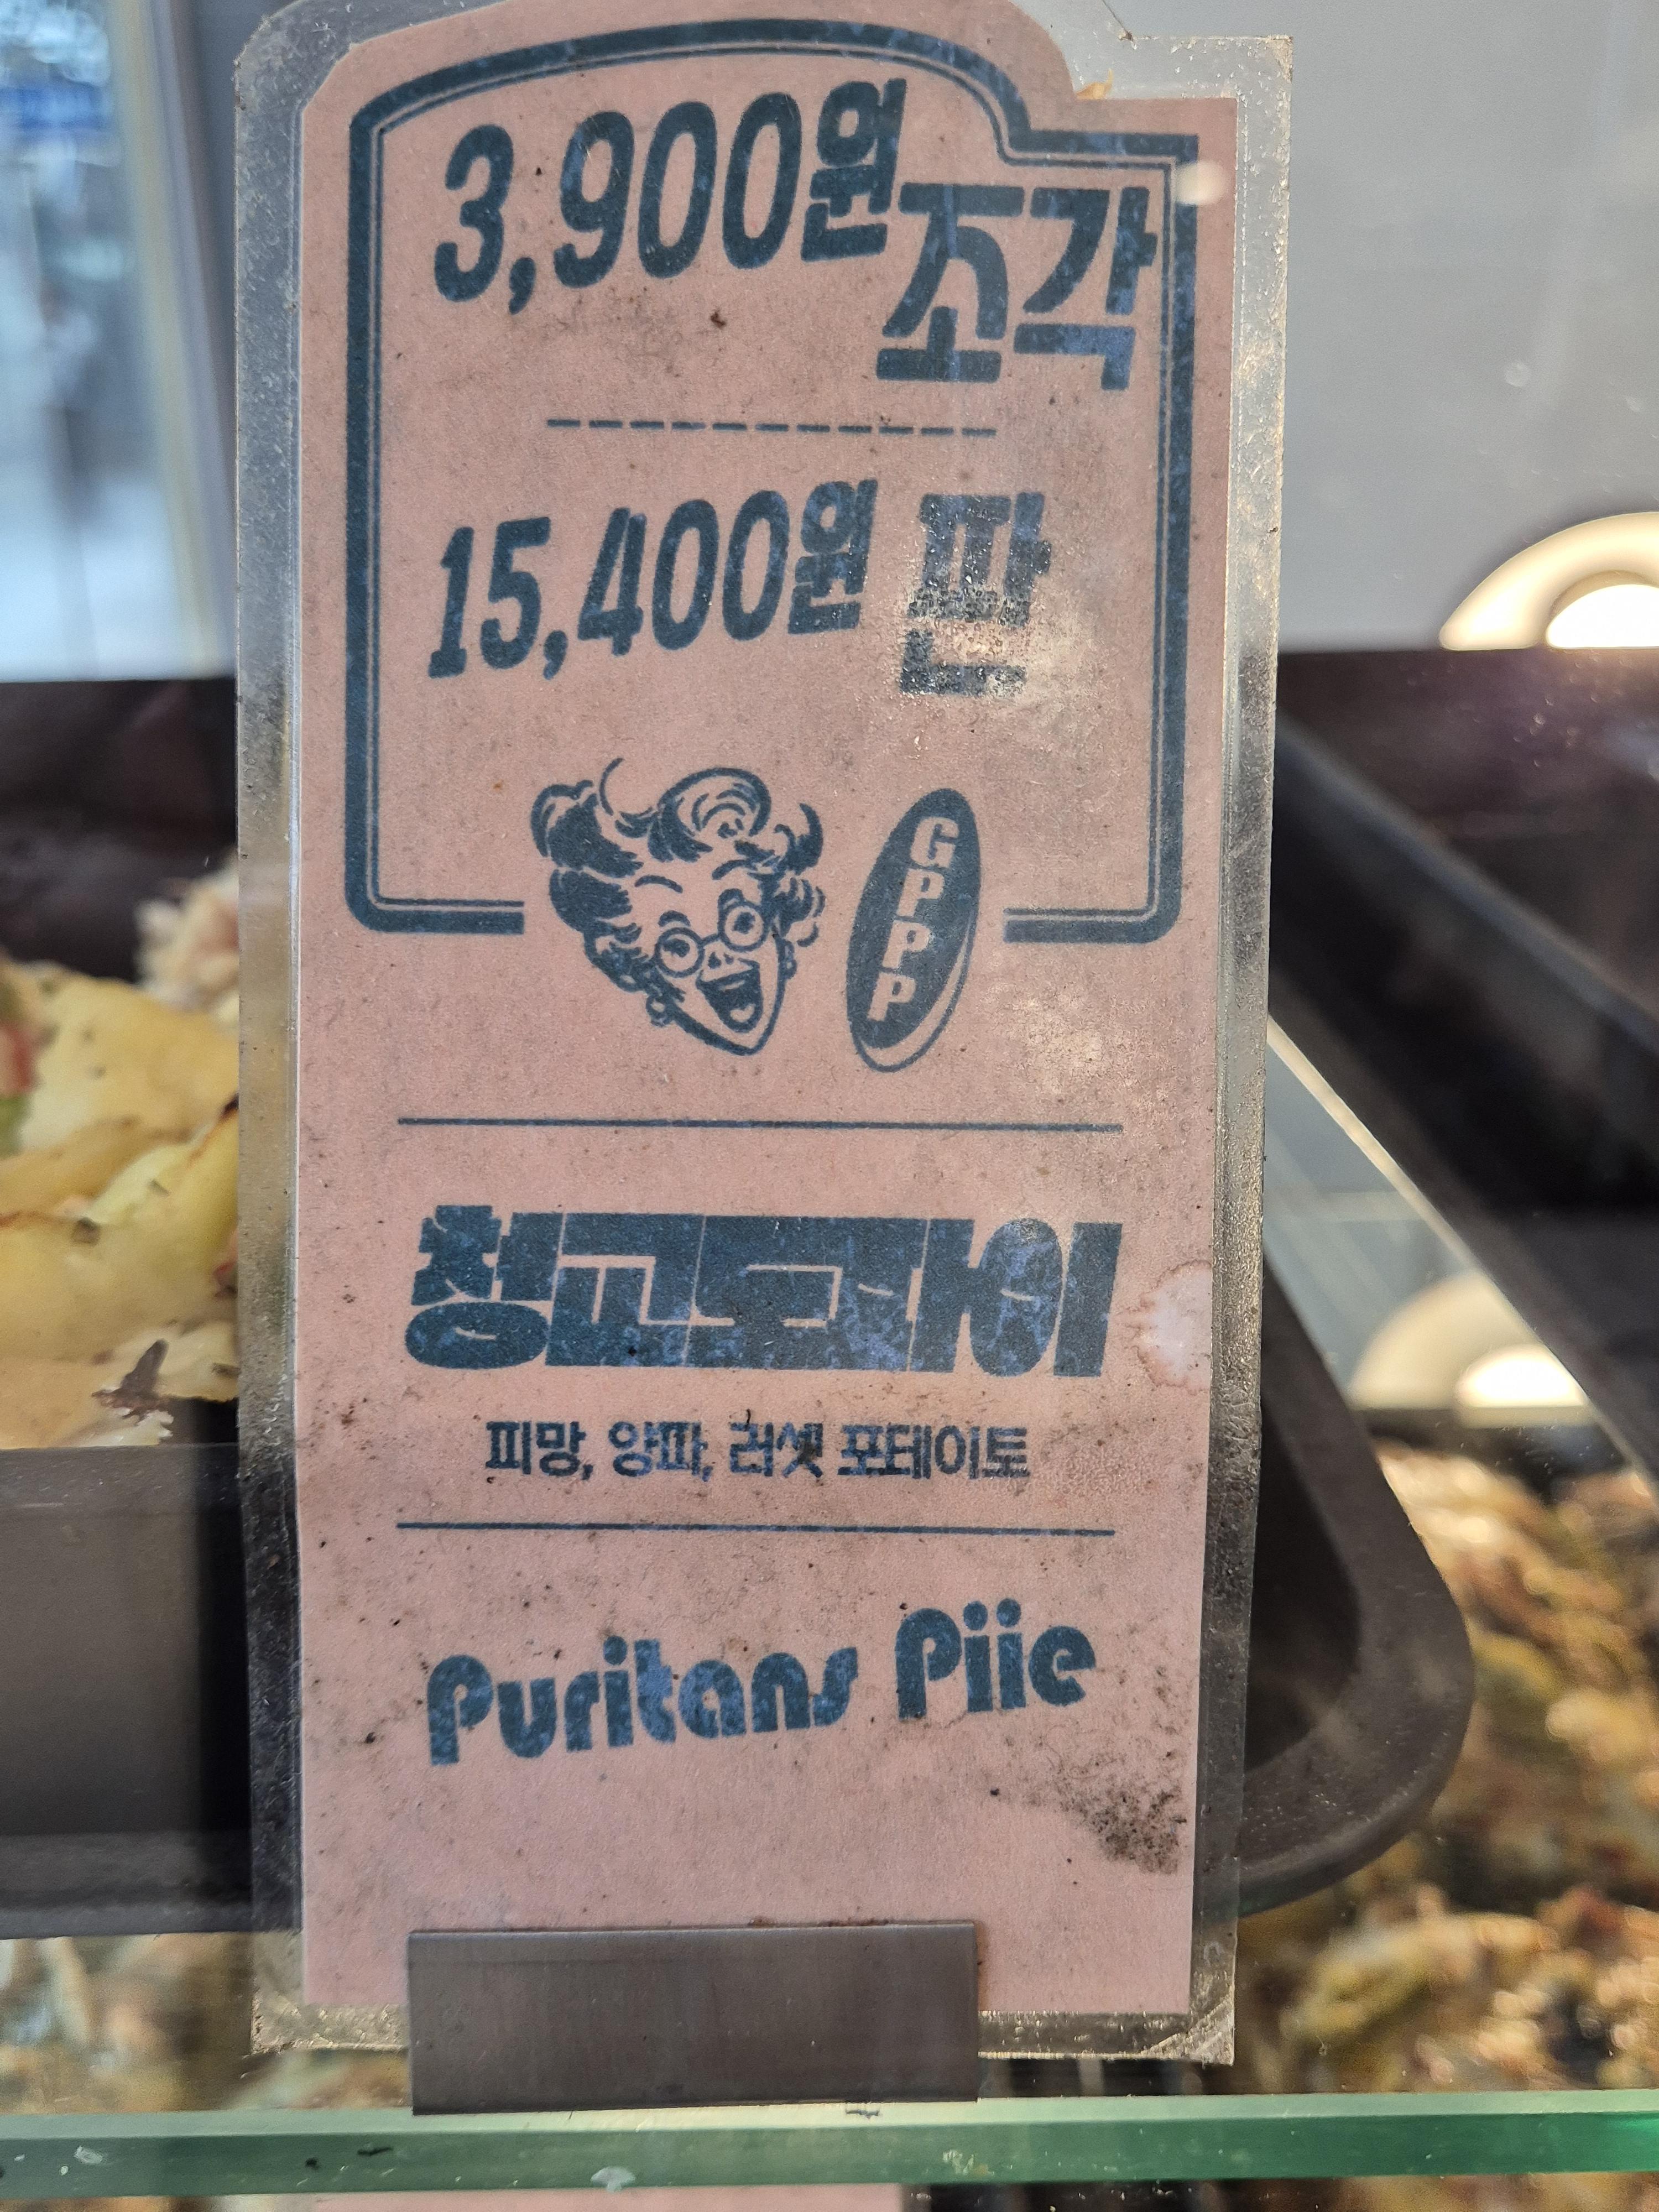 3,900원 조각
15,400원 판
GPPP
청교도파이
피망, 양파, 러셋 포테이토
Puritans Piie